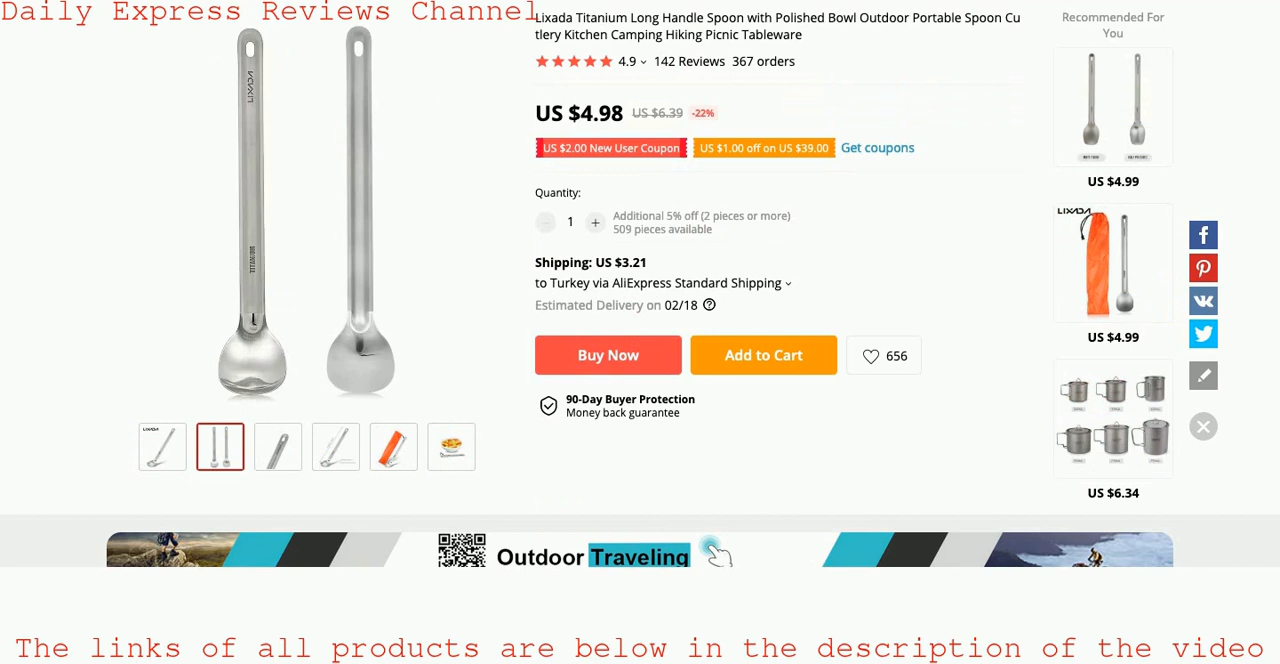 Daily Express Reviews Channel
Lixada Titanium Long Handle Spoon with Polished Bowl Outdoor Portable Spoon Cu
tlery Kitchen Camping Hiking Picnic Tableware
4.9 142 Reviews 367 orders
US $4.98 US $6.39 -22%
US $2.00 New User Coupon US $1.00 off on US $39.00 Get coupons
Quantity:
1 Additional 5% off (2 pieces or more)
509 pieces available
Shipping: US $3.21
to Turkey via AliExpress Standard Shipping
Estimated Delivery on 02/18
Buy Now Add to Cart 656
90-Day Buyer Protection
Money back guarantee
LIXADA
LIXADA
Recommended For
You
US $4.99
LIXADA
US $4.99
US $6.34
Outdoor Traveling
The links of all products are below in the description of the video